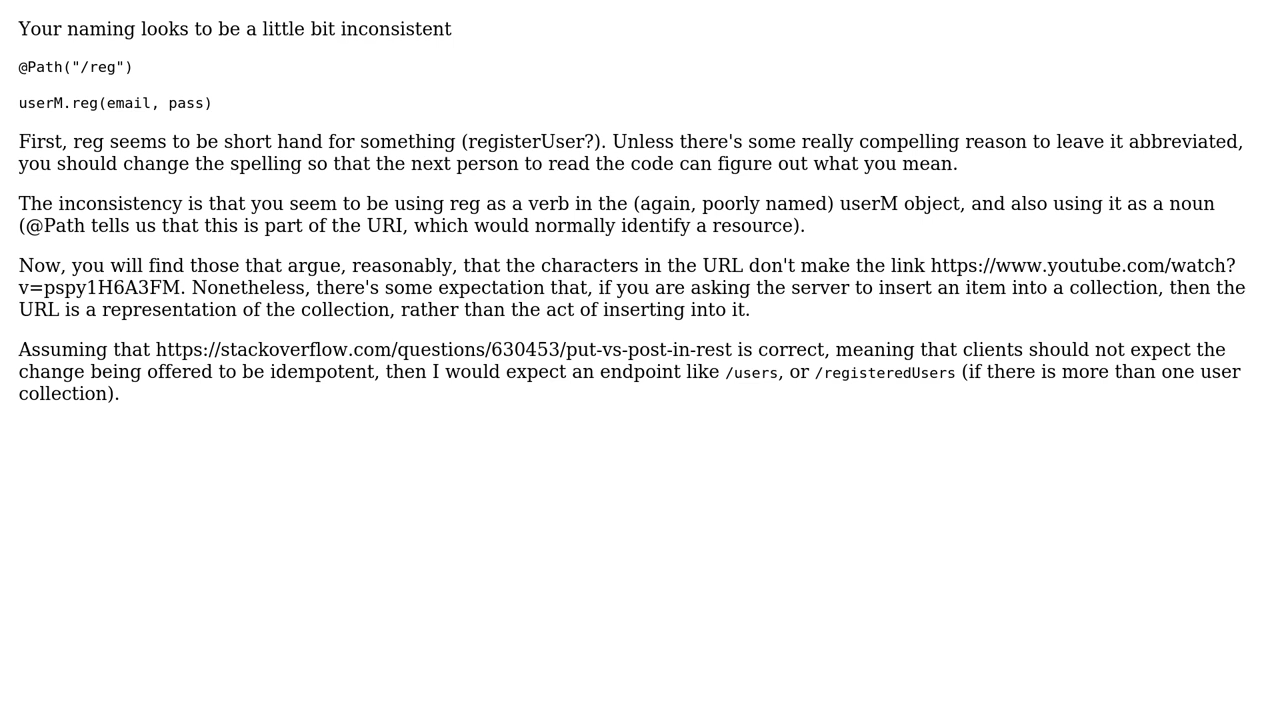 Your naming looks to be a little bit inconsistent
@Path("/reg")
userM.reg(email, pass)
First, reg seems to be short hand for something (registerUser?). Unless there's some really compelling reason to leave it abbreviated,
you should change the spelling so that the next person to read the code can figure out what you mean.
The inconsistency is that you seem to be using reg as a verb in the (again, poorly named) userM object, and also using it as a noun
(@Path tells us that this is part of the URI, which would normally identify a resource).
Now, you will find those that argue, reasonably, that the characters in the URL don't make the link https://www.youtube.com/watch?
v=pspy1H6A3FM. Nonetheless, there's some expectation that, if you are asking the server to insert an item into a collection, then the
URL is a representation of the collection, rather than the act of inserting into it.
Assuming that https://stackoverflow.com/questions/630453/put-vs-post-in-rest is correct, meaning that clients should not expect the
change being offered to be idempotent, then I would expect an endpoint like /users, or /registeredUsers (if there is more than one user
collection).